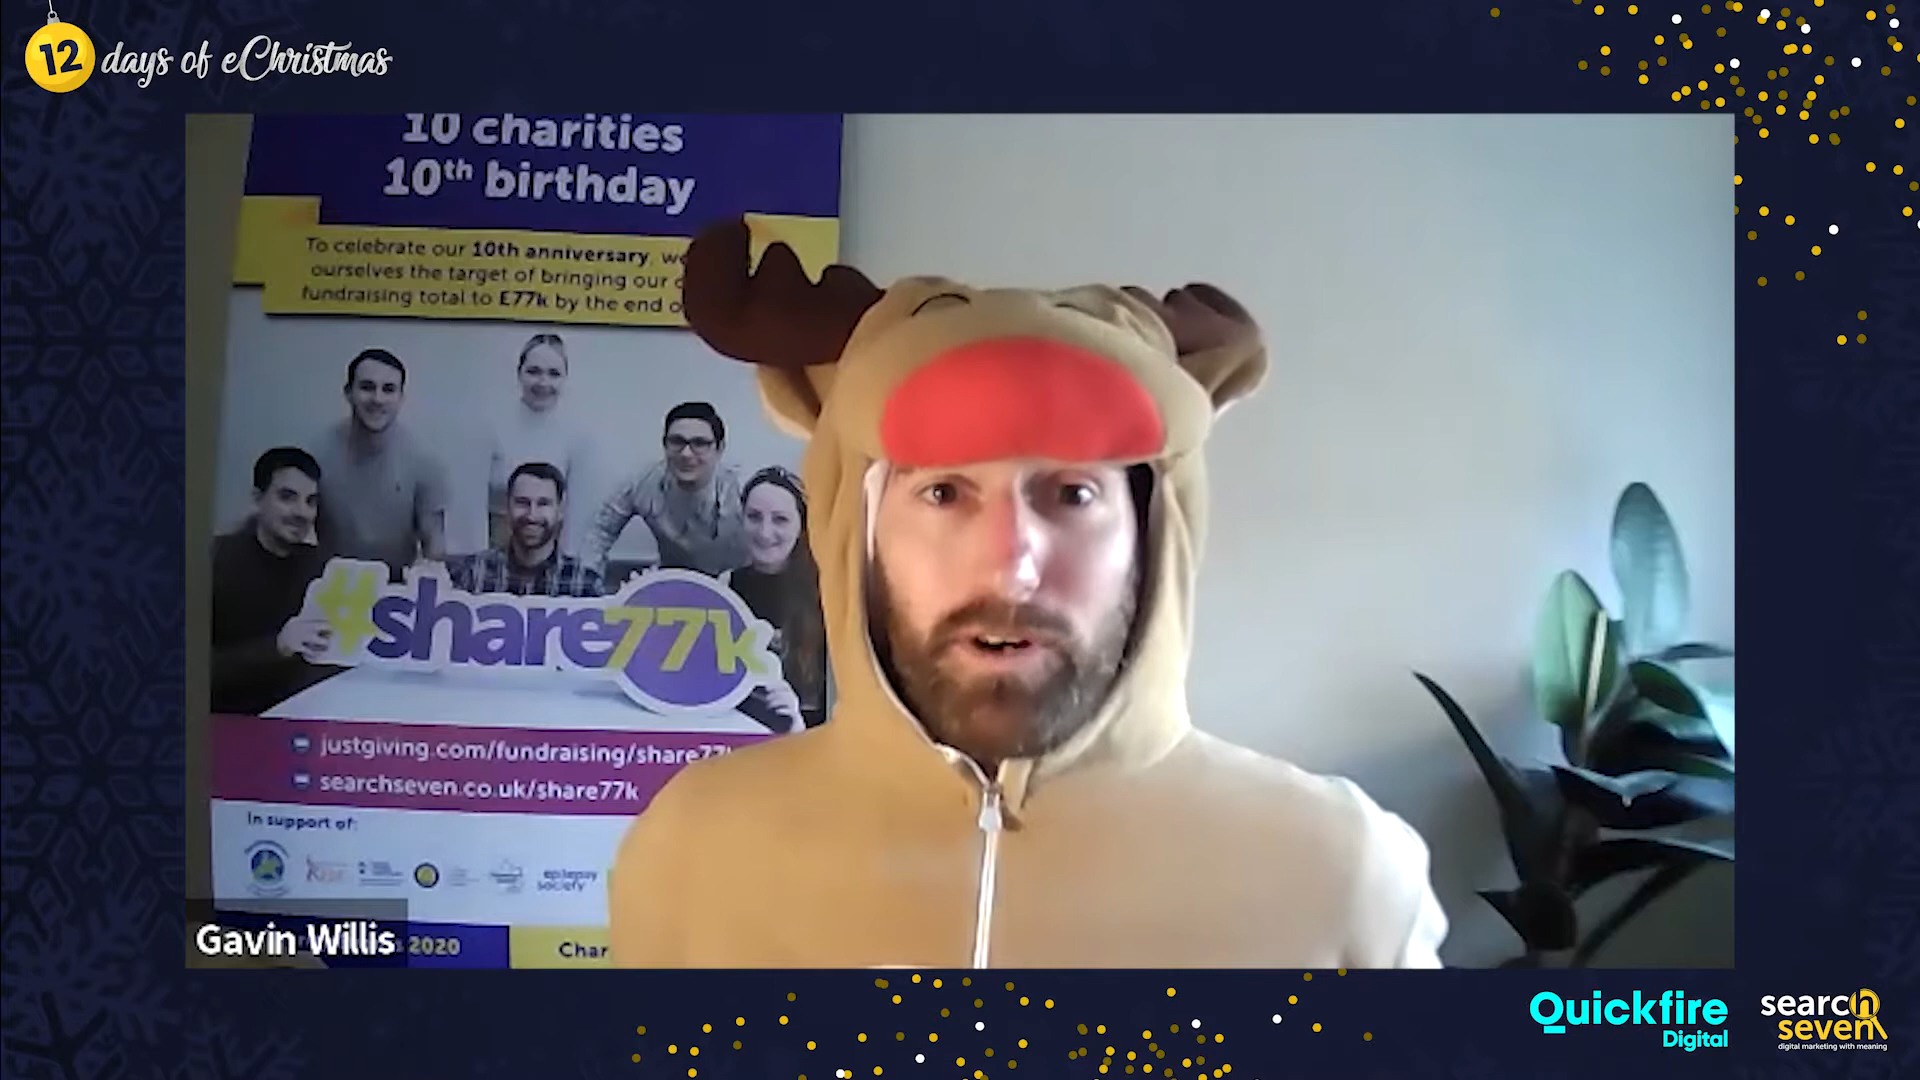 12 days of eChristmas
10 charities
10th birthday
To celebrate our 10th anniversary, we
ourselves the target of bringing our
fundraising total to £77k by the end
#share77k
justgiving.com/fundraising/share77
searchseven.co.uk/share77k
In support of:
epilepsy
society
Gavin Willis
2020
Char
Quickfire
Digital
search
seven
digital marketing with meaning